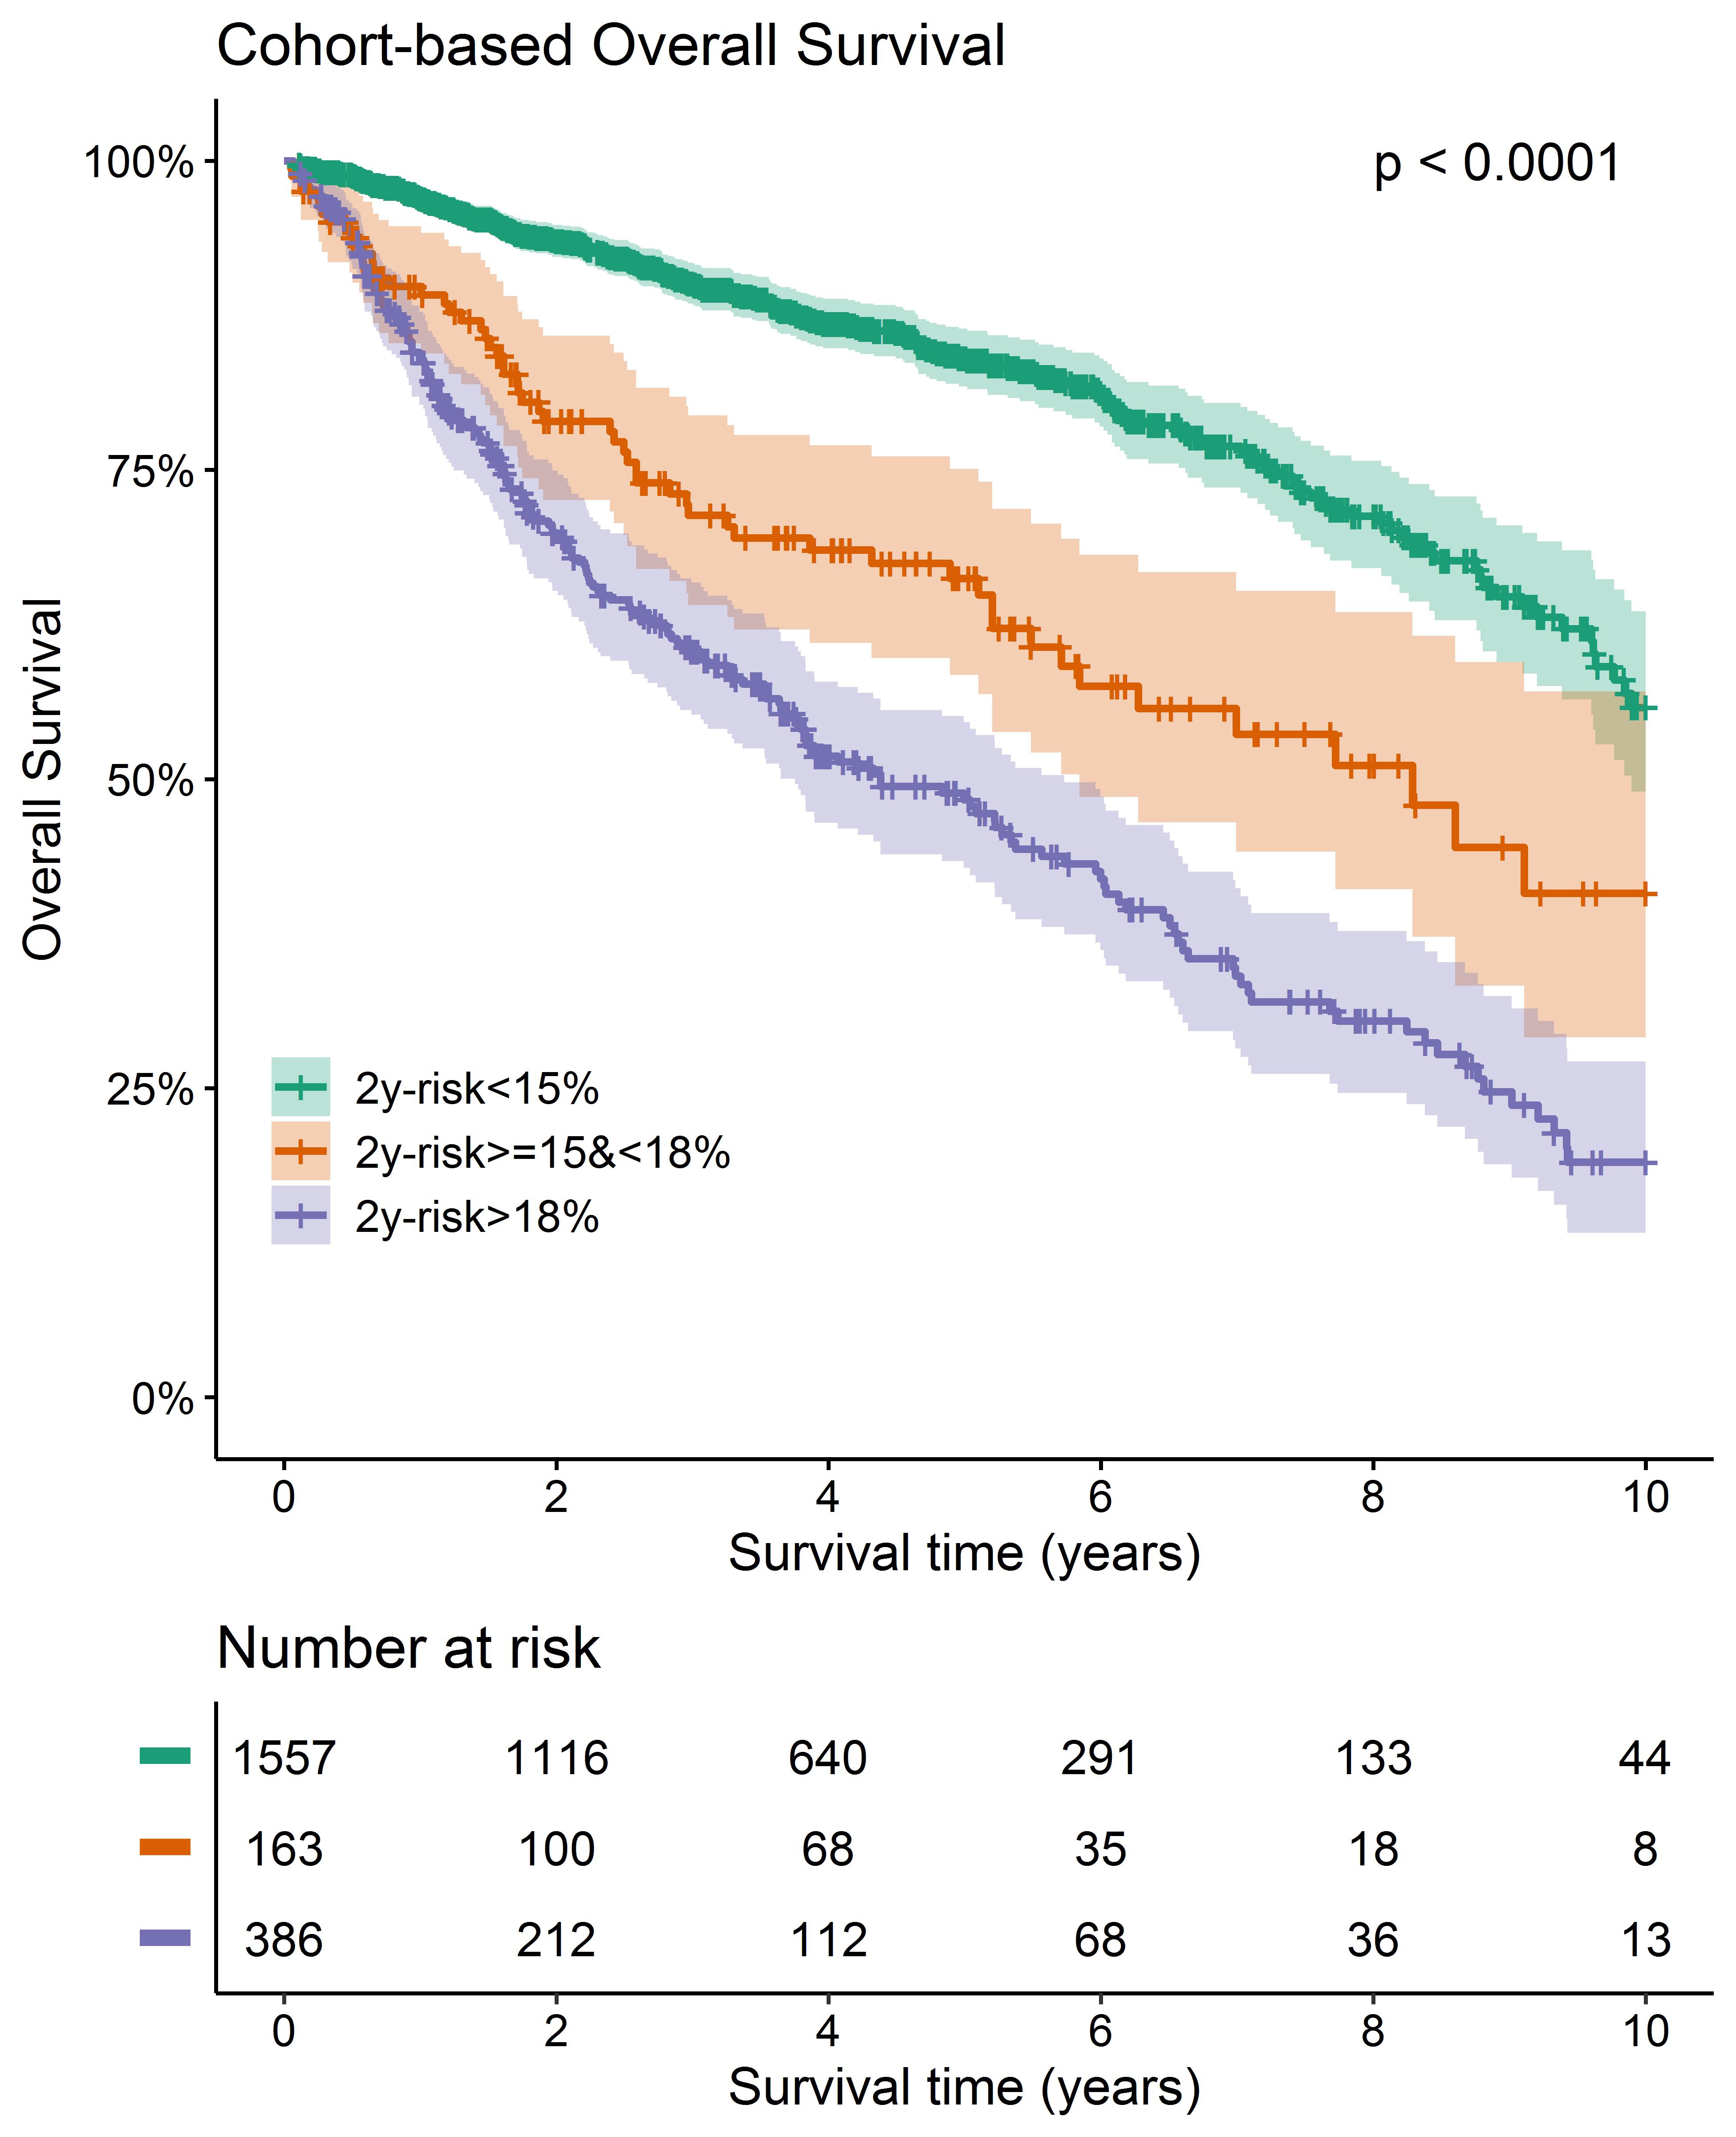 Cohort-based Overall Survival
p < 0.0001
100%
75%
50%
25%
0%
Overall Survival
2y-risk<15%
2y-risk>=15&<18%
2y-risk>18%
0 2 4 6 8 10
Survival time (years)
Number at risk
1557 1116 640 291 133 44
163 100 68 35 18 8
386 212 112 68 36 13
0 2 4 6 8 10
Survival time (years)